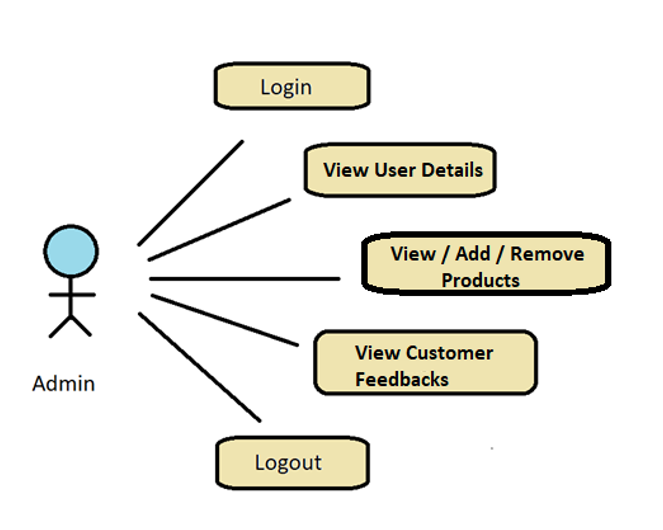 Login
View User Details
View / Add / Remove
Products
View Customer
Feedbacks
Admin
Logout